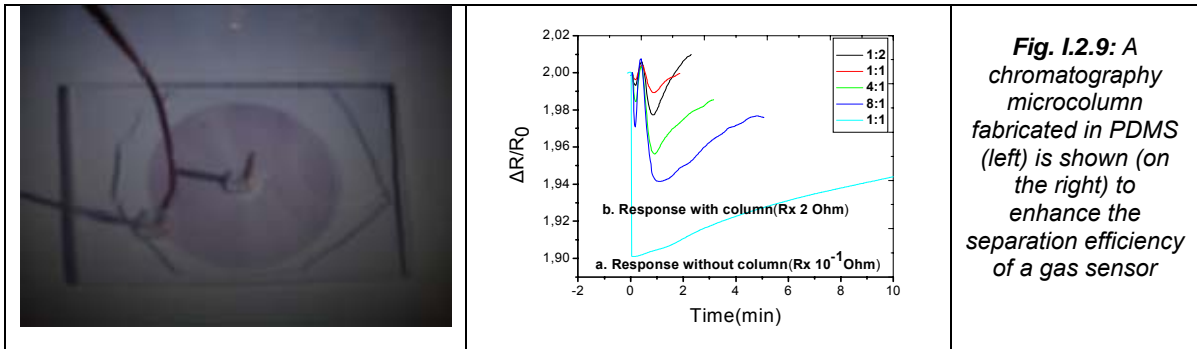 2,02
2,00
1,98
1,96
1,94
1,92
1,90
ΔR/R0
1:2
1:1
4:1
8:1
1:1
b. Response with column(Rx 2 Ohm)
a. Response without column(Rx 10-1Ohm)
-2 0 2 4 6 8 10
Time(min)
Fig. I.2.9: A
chromatography
microcolumn
fabricated in PDMS
(left) is shown (on
the right) to
enhance the
separation efficiency
of a gas sensor